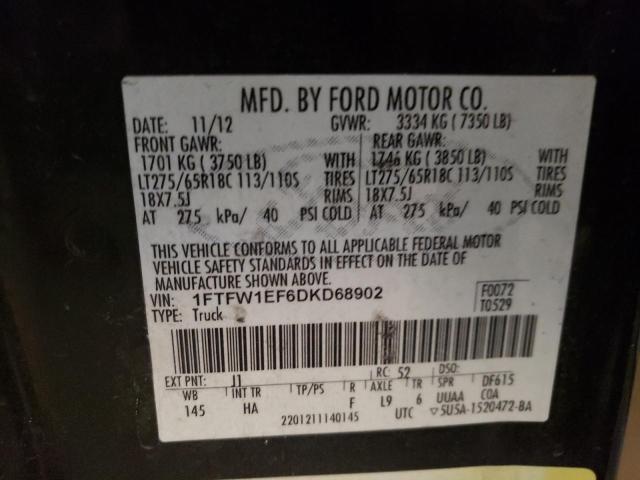 MFD. BY FORD MOTOR CO.
DATE: 11/12 GVWR: 3334 KG ( 7350 LB)
FRONT GAWR: REAR GAWR:
1701 KG ( 3750 LB) WITH 1746 KG ( 3850 LB) WITH
LT275/65R18C 113/110S TIRES LT275/65R18C 113/110S TIRES
18X7.5J RIMS 18X7.5J RIMS
AT 275 kPa/ 40 PSI COLD AT 275 kPa/ 40 PSI COLD
THIS VEHICLE CONFORMS TO ALL APPLICABLE FEDERAL MOTOR
VEHICLE SAFETY STANDARDS IN EFFECT ON THE DATE OF
MANUFACTURE SHOWN ABOVE.
VIN: 1FTFW1EF6DKD68902 F0072
TYPE: Truck T0529
EXT PNT: J1 RC: 52 DSO:
WB INT TR TP/PS R AXLE TR SPR DF615
145 HA F L9 6 UUAA COA
2201211140145 UTC ▽5U5A-1520472-BA